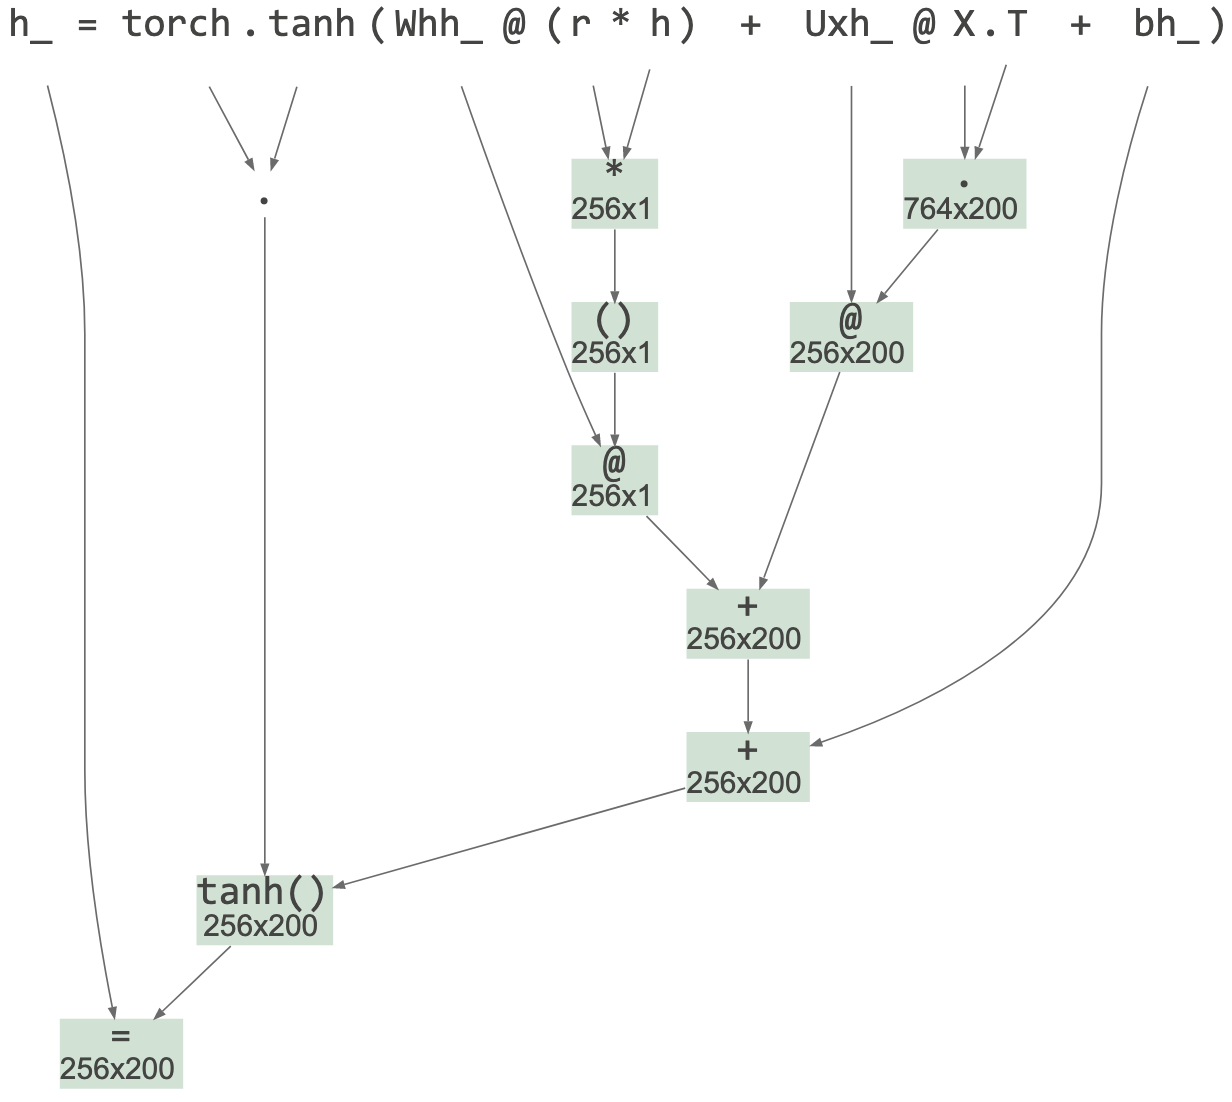 h_ = torch.tanh(Whh_ @ (r * h) + Uxh_ @ X.T + bh_)
* .
256x1 764x200
.
() @
256x1 256x200
@
256x1
+
256x200
+
256x200
tanh()
256x200
=
256x200